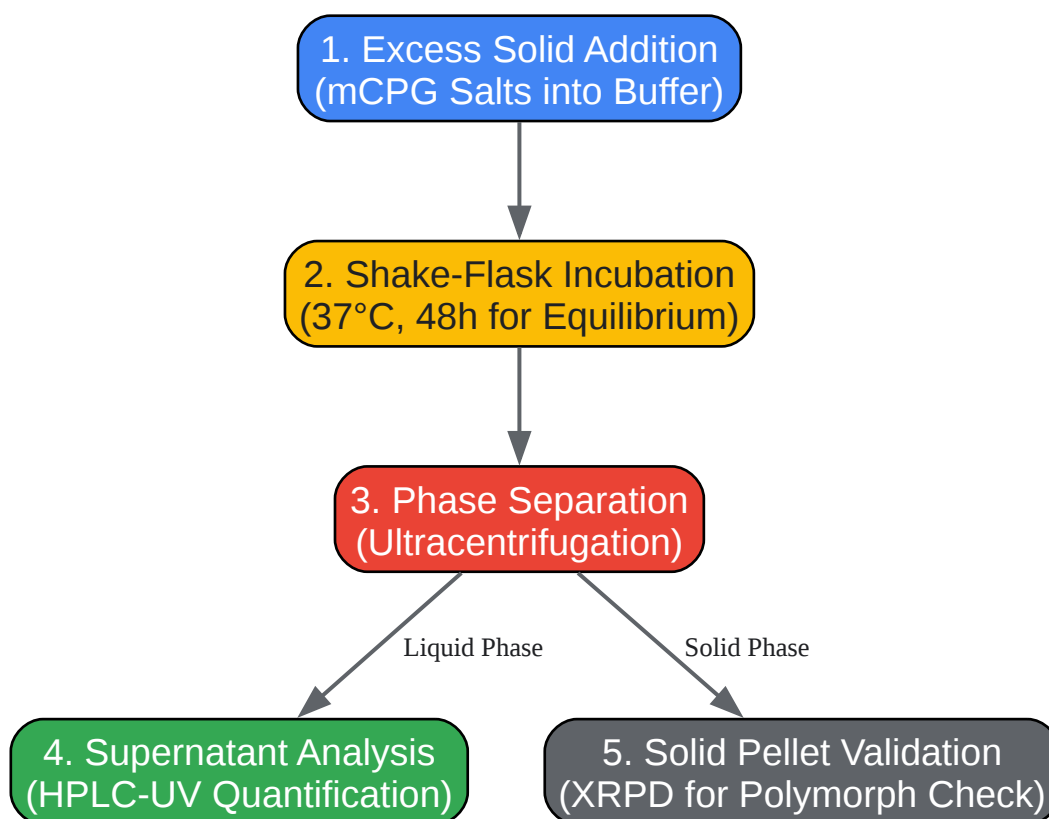 1. Excess Solid Addition
(mCPG Salts into Buffer)
2. Shake-Flask Incubation
(37°C, 48h for Equilibrium)
3. Phase Separation
(Ultracentrifugation)
Liquid Phase
Solid Phase
4. Supernatant Analysis
(HPLC-UV Quantification)
5. Solid Pellet Validation
(XRPD for Polymorph Check)